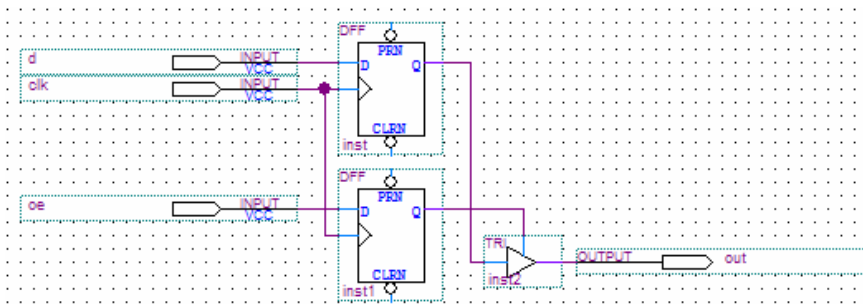 DFF
PRN
d INPUT VCC D Q
clk INPUT VCC
CLRN
inst
DFF
PRN
oe INPUT VCC D Q
TRI
OUTPUT out
CLRN
inst1
inst2